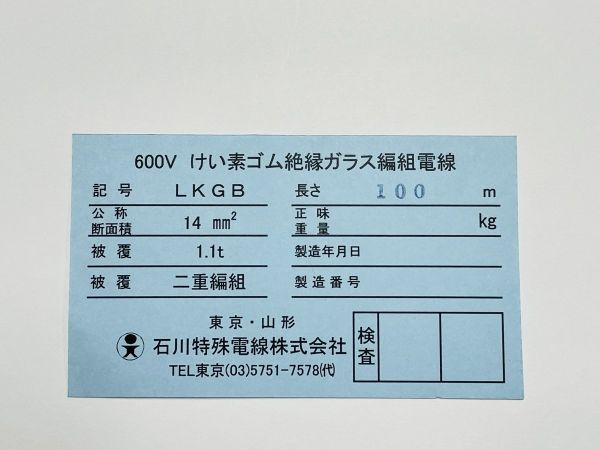 600V けい素ゴム絶縁ガラス編組電線
記号 LKGB 長さ 100 m
公称断面積 14 mm² 正味重量 kg
被覆 1.1t 製造年月日
被覆 二重編組 製造番号
東京・山形
石川特殊電線株式会社 検査
TEL東京(03)5751-7578㈹